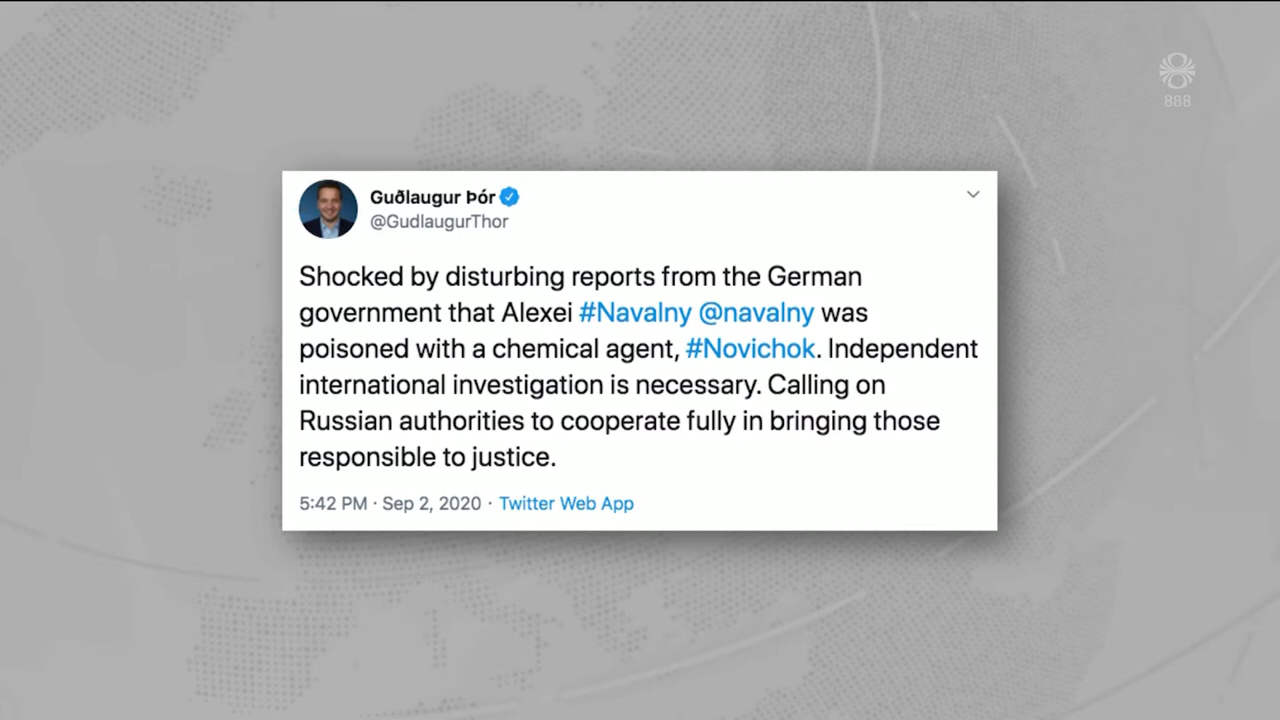 888
Guðlaugur Þór
@GudlaugurThor
Shocked by disturbing reports from the German
government that Alexei #Navalny @navalny was
poisoned with a chemical agent, #Novichok. Independent
international investigation is necessary. Calling on
Russian authorities to cooperate fully in bringing those
responsible to justice.
5:42 PM · Sep 2, 2020 · Twitter Web App